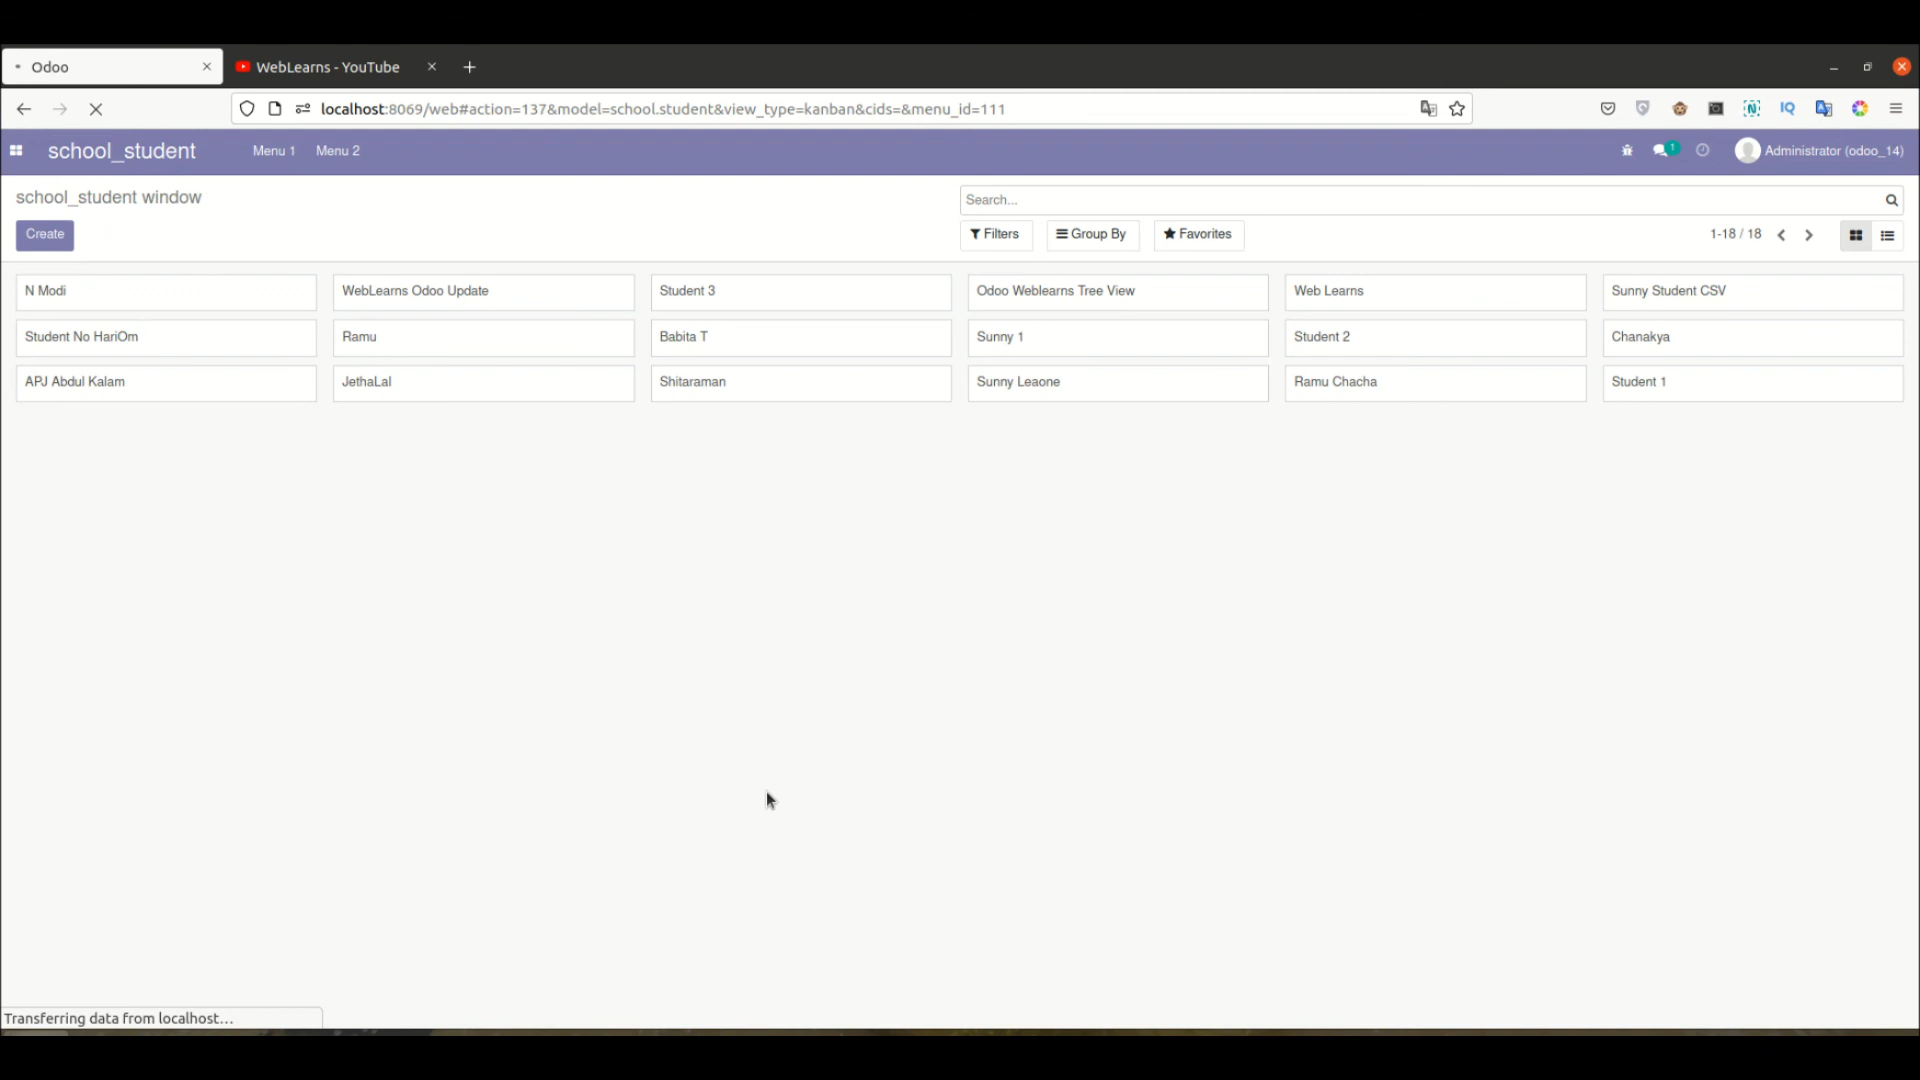 Odoo
WebLearns - YouTube
localhost:8069/web#action=137&model=school.student&view_type=kanban&cids=&menu_id=111
IQ
school_student Menu 1 Menu 2
1 Administrator (odoo_14)
school_student window
Search...
Create
Filters Group By Favorites 1-18 / 18
N Modi WebLearns Odoo Update Student 3 Odoo Weblearns Tree View Web Learns Sunny Student CSV
Student No HariOm Ramu Babita T Sunny 1 Student 2 Chanakya
APJ Abdul Kalam JethaLal Shitaraman Sunny Leaone Ramu Chacha Student 1
Transferring data from localhost...